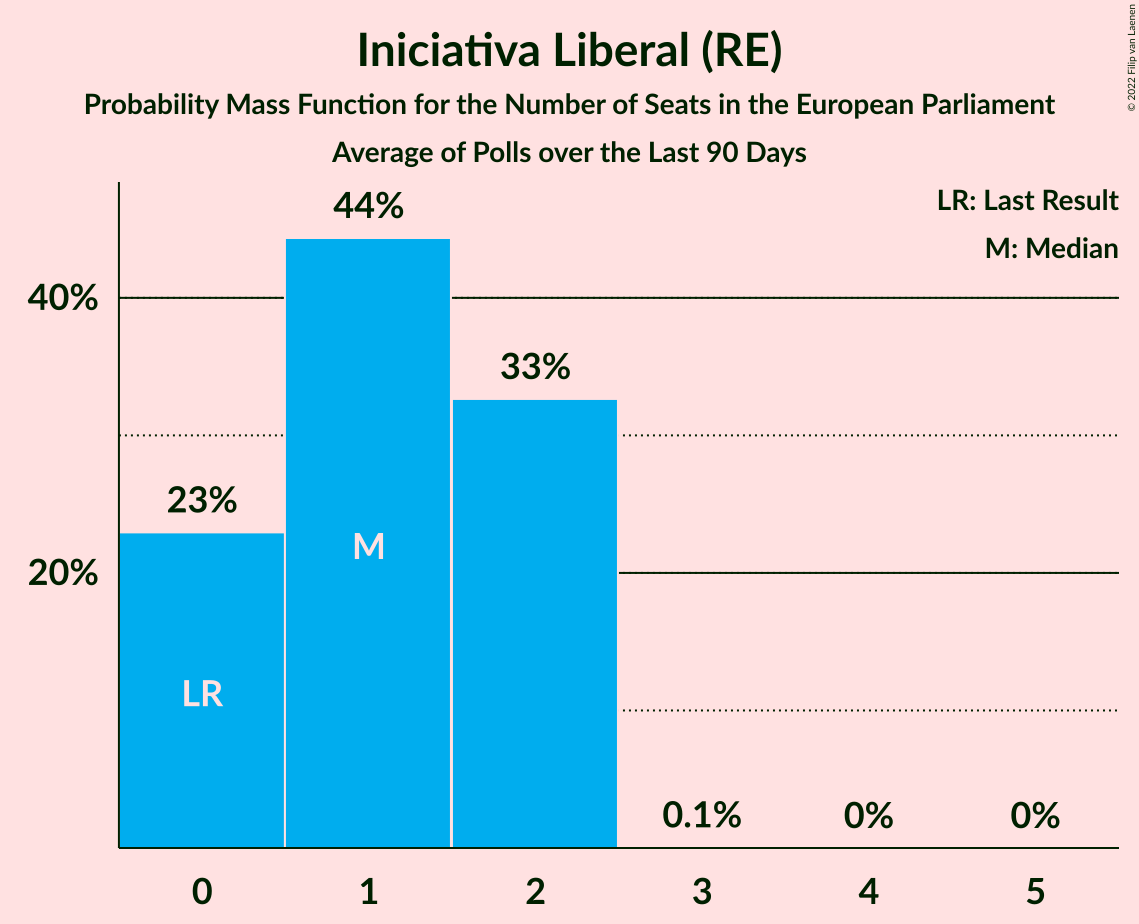 Iniciativa Liberal (RE)
Probability Mass Function for the Number of Seats in the European Parliament
Average of Polls over the Last 90 Days
© 2022 Filip van Laenen
LR: Last Result
M: Median
44%
40%
33%
23%
20%
M
LR
0.1%
0%
0%
0
1
2
3
4
5